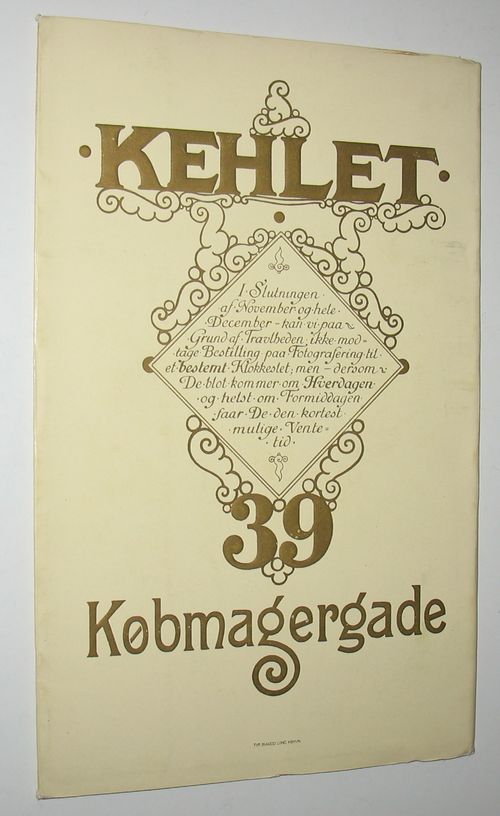 ·KEHLET·
I·Slutningen·
af·November·og·hele·
December-kan·vi·paa~
Grund·af·Travlheden·ikke·mod=
tage·Bestilling·paa·Fotografering·til·
et·bestemt·Klokkeslet; men-dersom~
De·blot·kommer·om·Hverdagen·
·og·helst·om·Formiddagen·
faar·De·den·kortest·
mulige·Vente=
·tid·
39
Købmagergade